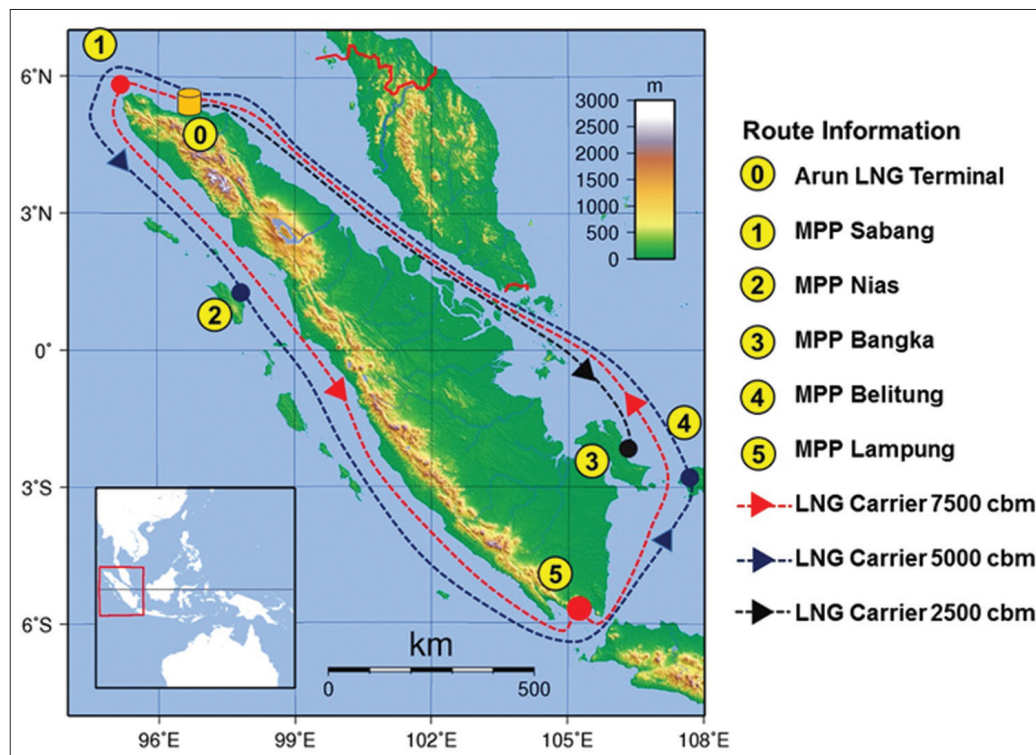 1
6°N
3°N
0°
3°S
6°S
0
2
3
4
5
m
3000
2500
2000
1500
1000
500
0
km
0
500
96°E
99°E
102°E
105°E
108°E
Route Information
0 Arun LNG Terminal
1 MPP Sabang
2 MPP Nias
3 MPP Bangka
4 MPP Belitung
5 MPP Lampung
LNG Carrier 7500 cbm
LNG Carrier 5000 cbm
LNG Carrier 2500 cbm